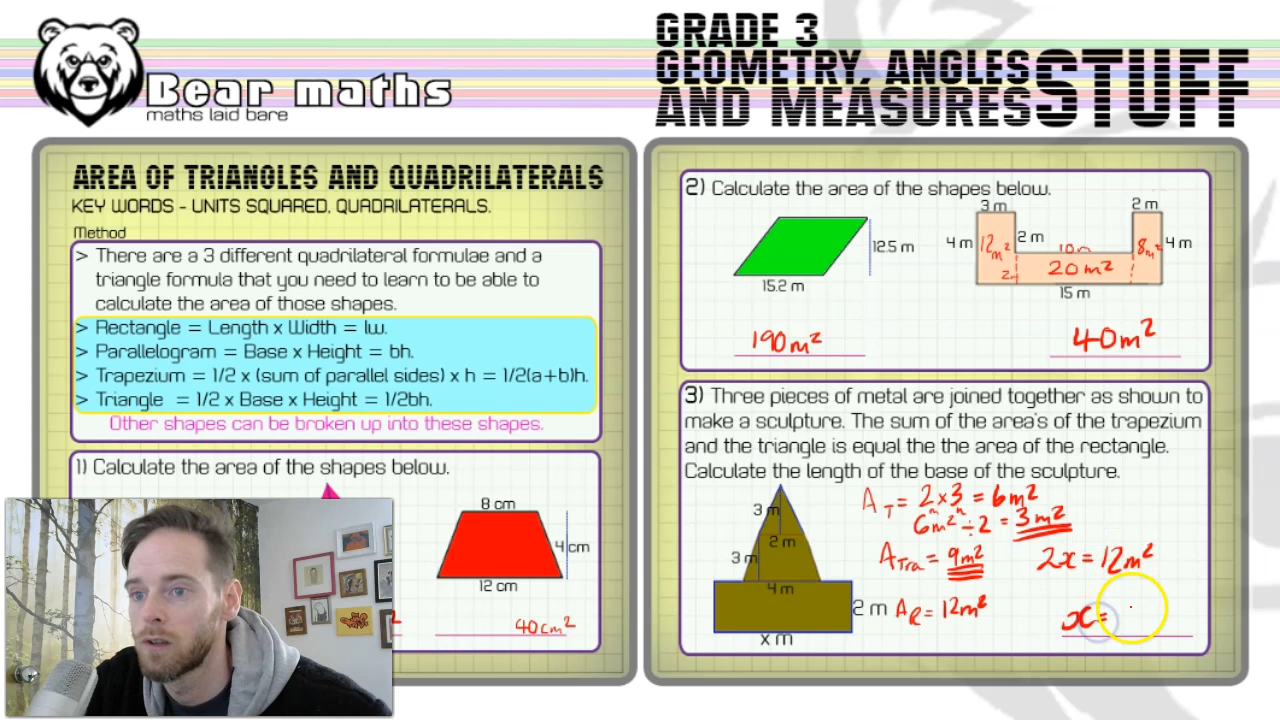 Bear maths
maths laid bare
GRADE 3
GEOMETRY, ANGLES
AND MEASURES
STUFF
AREA OF TRIANGLES AND QUADRILATERALS
KEY WORDS - UNITS SQUARED, QUADRILATERALS.
Method
> There are a 3 different quadrilateral formulae and a
triangle formula that you need to learn to be able to
calculate the area of those shapes.
> Rectangle = Length x Width = lw.
> Parallelogram = Base x Height = bh.
> Trapezium = 1/2 x (sum of parallel sides) x h = 1/2(a+b)h.
> Triangle = 1/2 x Base x Height = 1/2bh.
Other shapes can be broken up into these shapes.
1) Calculate the area of the shapes below.
8 cm
4 cm
12 cm
40cm²
2) Calculate the area of the shapes below.
12.5 m
15.2 m
190m²
3 m
2 m
4 m
12m²
2 m
10m
8m²
4 m
20m²
2m
15 m
40m²
3) Three pieces of metal are joined together as shown to
make a sculpture. The sum of the area's of the trapezium
and the triangle is equal the the area of the rectangle.
Calculate the length of the base of the sculpture.
3 m
2 m
3 m
4 m
2 m
x m
A_T = 2m × 3m = 6m²
6m² ÷ 2 = 3m²
A_Tra = 9m²
A_R = 12m²
2x = 12m²
x =